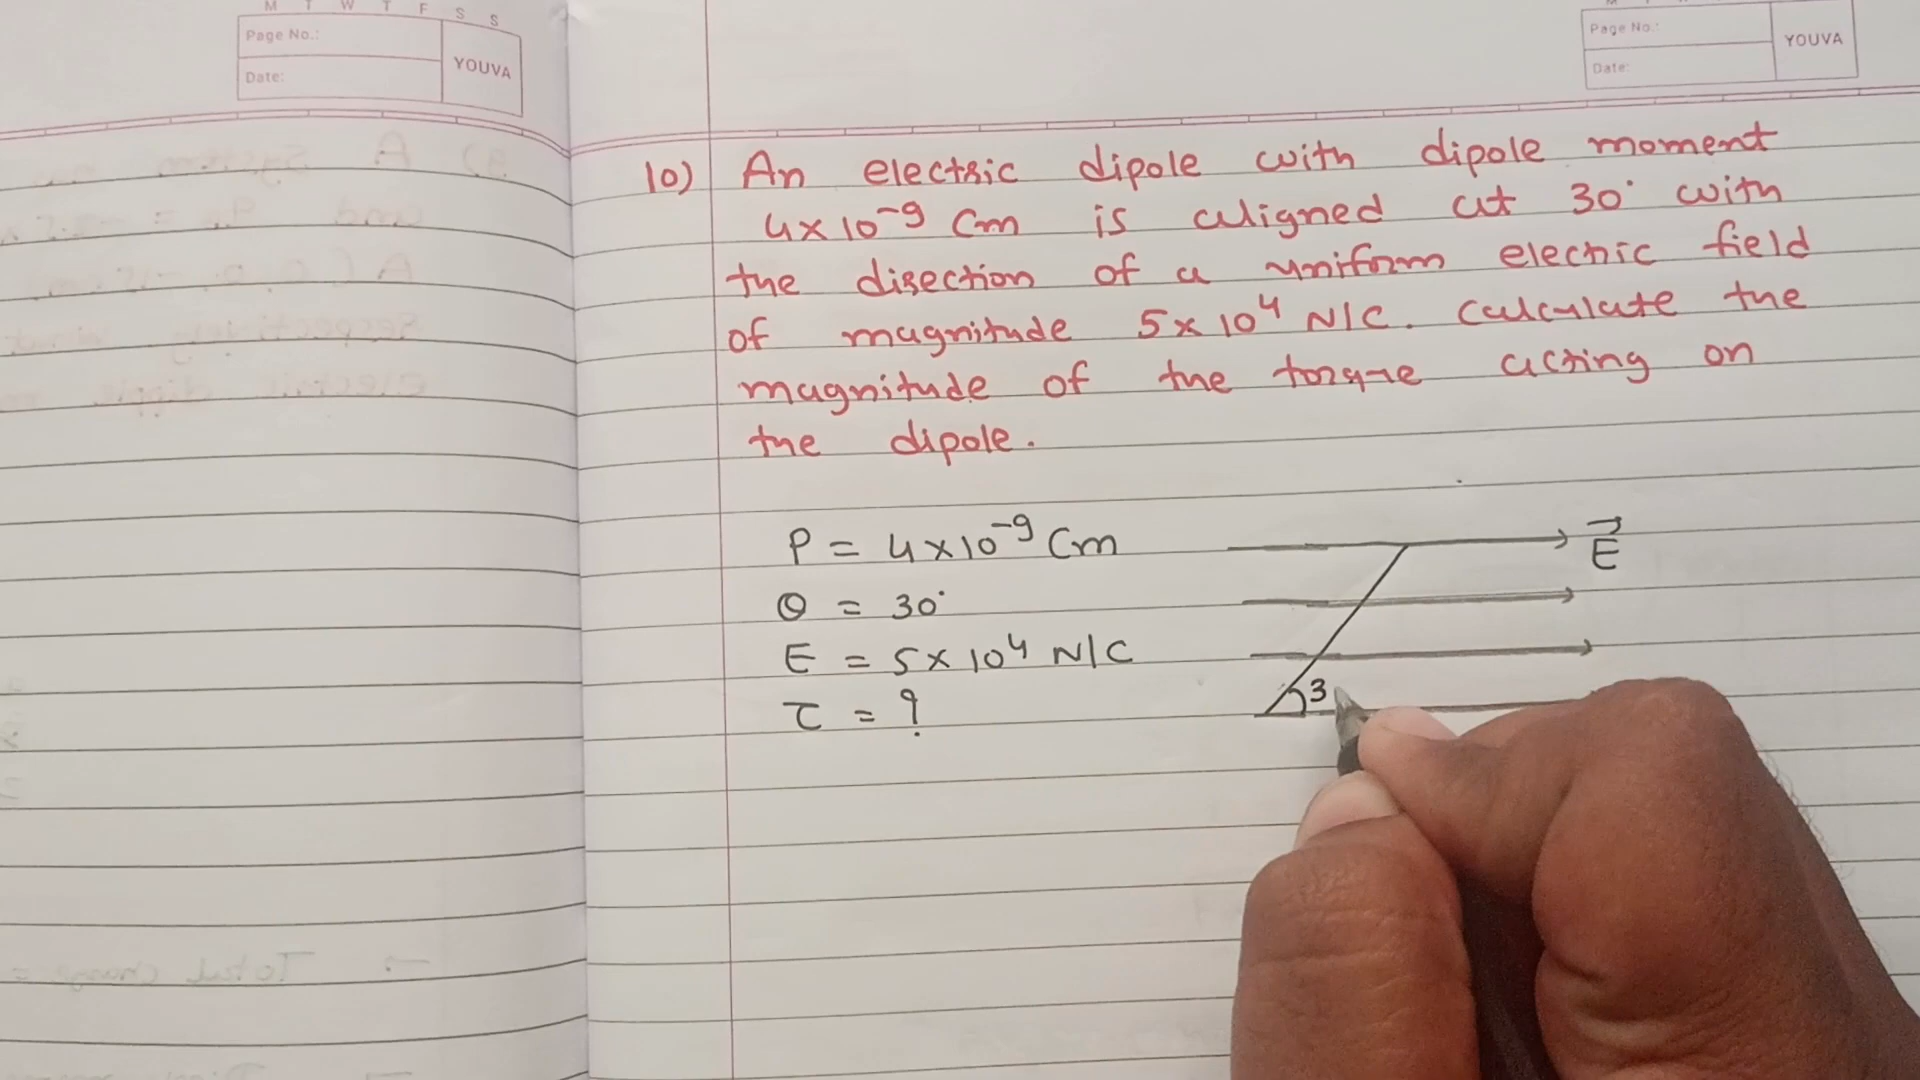 M T W T F S S
Page No.:
Date:
YOUVA
Page No.:
Date:
YOUVA
10) An electric dipole with dipole moment
4×10⁻⁹ Cm is aligned at 30° with
the direction of a uniform electric field
of magnitude 5×10⁴ N/C. Calculate the
magnitude of the torque acting on
the dipole.
P = 4×10⁻⁹ Cm
θ = 30°
E = 5×10⁴ N/C
τ = ?
E⃗
3